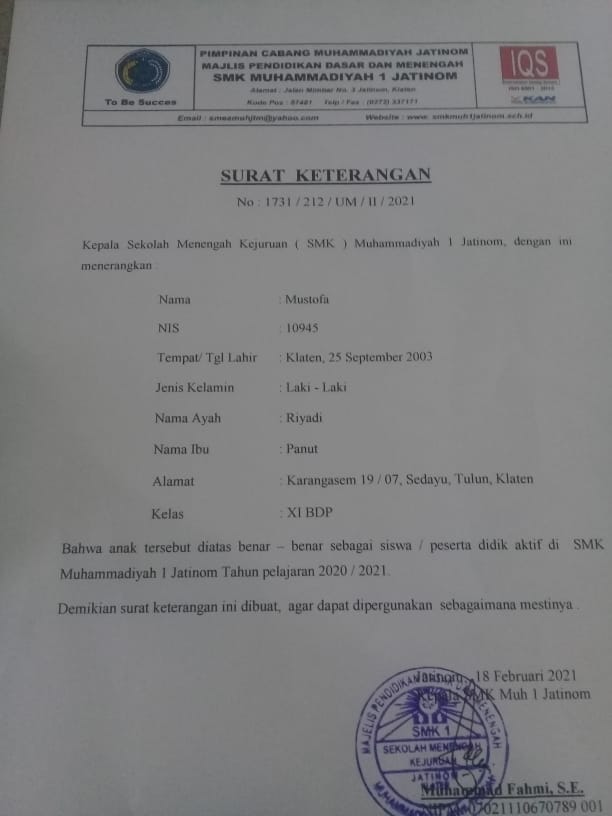 PIMPINAN CABANG MUHAMMADIYAH JATINOM
MAJLIS PENDIDIKAN DASAR DAN MENENGAH
SMK MUHAMMADIYAH 1 JATINOM
Alamat : Jalan Mawar No. 3 Jatinom, Klaten
Kode Pos : 57481 Telp / Fax : (0272) 337171
To Be Succes
IQS
KAN
Email : smeamuhjtm@yahoo.com Website : www. smkmuh1jatinom.sch.id
SURAT KETERANGAN
No : 1731 / 212 / UM / II / 2021
Kepala Sekolah Menengah Kejuruan ( SMK ) Muhammadiyah 1 Jatinom, dengan ini
menerangkan :
Nama : Mustofa
NIS : 10945
Tempat/ Tgl Lahir : Klaten, 25 September 2003
Jenis Kelamin : Laki - Laki
Nama Ayah : Riyadi
Nama Ibu : Panut
Alamat : Karangasem 19 / 07, Sedayu, Tulun, Klaten
Kelas : XI BDP
Bahwa anak tersebut diatas benar – benar sebagai siswa / peserta didik aktif di SMK
Muhammadiyah 1 Jatinom Tahun pelajaran 2020 / 2021.
Demikian surat keterangan ini dibuat, agar dapat dipergunakan sebagaimana mestinya .
Jatinom, 18 Februari 2021
Kepala SMK Muh 1 Jatinom
MAJELIS PENDIDIKAN DASAR DAN MENENGAH
SMK 1
SEKOLAH MENENGAH
KEJURUAN
JATINOM
Muhammad Fahmi, S.E.